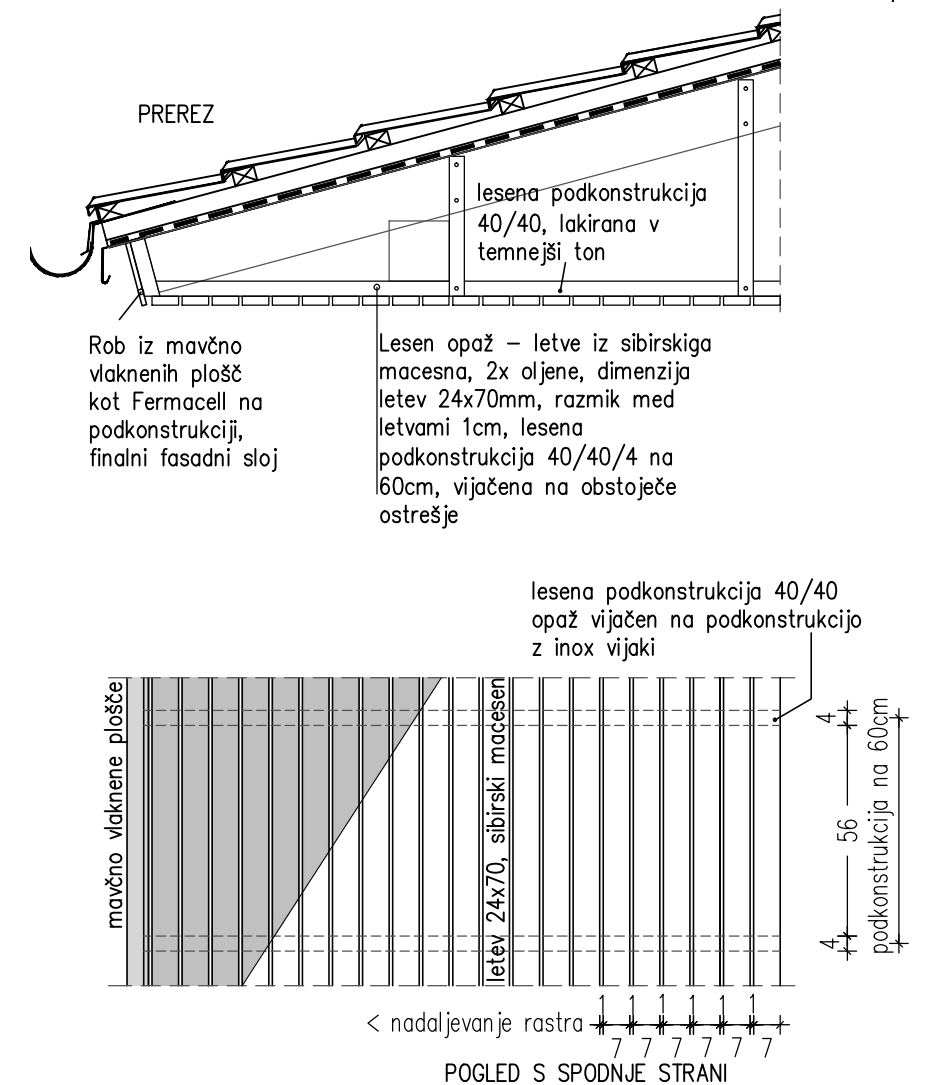 PREREZ
lesena podkonstrukcija
40/40, lakirana v
temnejši ton
Rob iz mavčno
vlaknenih plošč
kot Fermacell na
podkonstrukciji,
finalni fasadni sloj
Lesen opaž – letve iz sibirskiga
macesna, 2x oljene, dimenzija
letev 24x70mm, razmik med
letvami 1cm, lesena
podkonstrukcija 40/40/4 na
60cm, vijačena na obstoječe
ostrešje
lesena podkonstrukcija 40/40
opaž vijačen na podkonstrukcijo
z inox vijaki
mavčno vlaknene plošče
letev 24x70, sibirski macesen
4
56
4
podkonstrukcija na 60cm
1 1 1 1 1 1
< nadaljevanje rastra
7 7 7 7 7 7
POGLED S SPODNJE STRANI